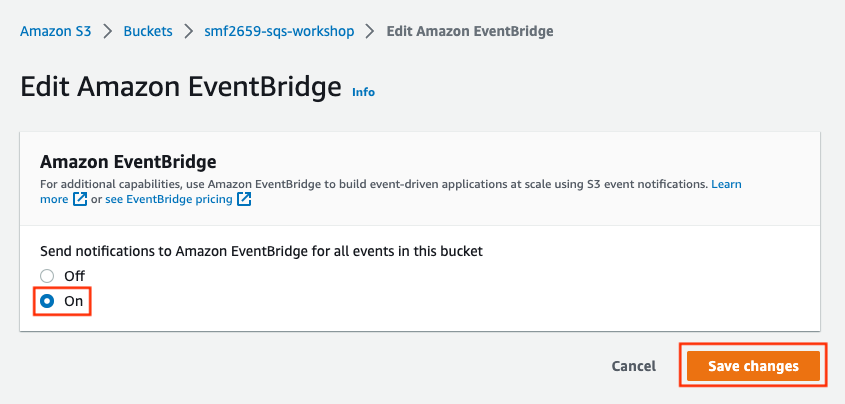 Amazon S3 > Buckets > smf2659-sqs-workshop > Edit Amazon EventBridge
Edit Amazon EventBridge Info
Amazon EventBridge
For additional capabilities, use Amazon EventBridge to build event-driven applications at scale using S3 event notifications. Learn
more or see EventBridge pricing
Send notifications to Amazon EventBridge for all events in this bucket
Off
On
Cancel Save changes